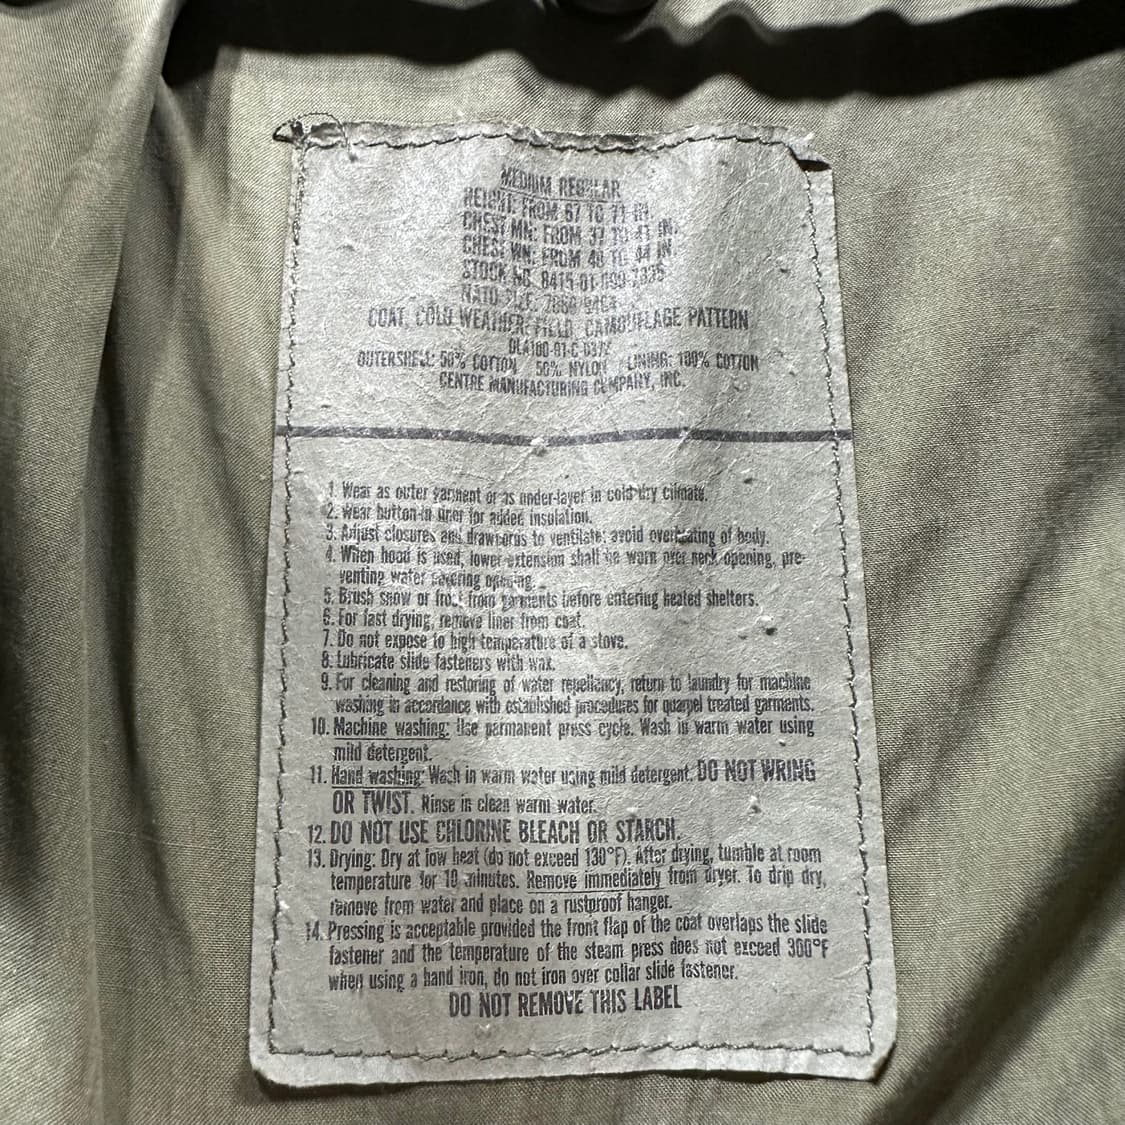 MEDIUM REGULAR
HEIGHT: FROM 67 TO 71 IN.
CHEST MN: FROM 37 TO 41 IN.
CHEST WN: FROM 40 TO 44 IN.
STOCK NO. 8415-01-099-7835
NATO SIZE:
COAT, COLD WEATHER, FIELD, CAMOUFLAGE PATTERN
OUTERSHELL: 50% COTTON 50% NYLON LINING: 100% COTTON
CENTRE MANUFACTURING COMPANY, INC.
1. Wear as outer garment or as under-layer in cold-dry climate.
2. Wear button-in liner for added insulation.
3. Adjust closures and drawcords to ventilate; avoid overheating of body.
4. When hood is used, lower extension shall be worn over neck opening, pre-
venting water entering opening.
5. Brush snow or frost from garments before entering heated shelters.
6. For fast drying, remove liner from coat.
7. Do not expose to high temperature of a stove.
8. Lubricate slide fasteners with wax.
9. For cleaning and restoring of water repellency, return to laundry for machine
washing in accordance with established procedures for quarpel treated garments.
10. Machine washing: Use permanent press cycle. Wash in warm water using
mild detergent.
11. Hand washing: Wash in warm water using mild detergent. DO NOT WRING
OR TWIST. Rinse in clean warm water.
12. DO NOT USE CHLORINE BLEACH OR STARCH.
13. Drying: Dry at low heat (do not exceed 130°F). After drying, tumble at room
temperature for 10 minutes. Remove immediately from dryer. To drip dry,
remove from water and place on a rustproof hanger.
14. Pressing is acceptable provided the front flap of the coat overlaps the slide
fastener and the temperature of the steam press does not exceed 300°F
when using a hand iron, do not iron over collar slide fastener.
DO NOT REMOVE THIS LABEL